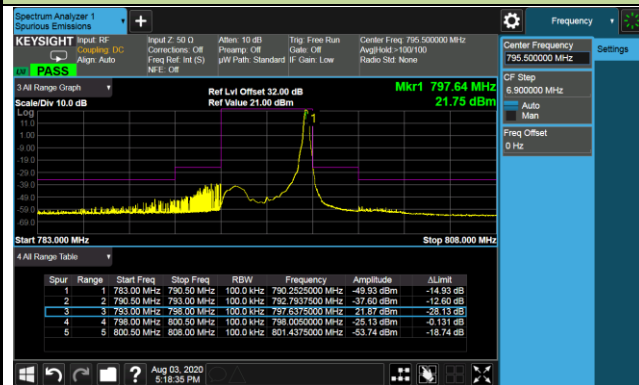 Spectrum Analyzer 1
Spurious Emissions
+
Frequency
KEYSIGHT Input: RF Input Z: 50 Ω Atten: 10 dB Trig: Free Run Center Freq: 795.500000 MHz
Coupling: DC Corrections: Off Preamp: Off Gate: Off Avg|Hold:>100/100
Align: Auto Freq Ref: Int (S) µW Path: Standard IF Gain: Low Radio Std: None
NFE: Off
PASS
Center Frequency
795.500000 MHz
Settings
CF Step
6.900000 MHz
Auto
Man
Freq Offset
0 Hz
3 All Range Graph
Ref Lvl Offset 32.00 dB
Mkr1 797.64 MHz
Scale/Div 10.0 dB
Ref Value 21.00 dBm
21.75 dBm
Log
11.0
1.00
-9.00
-19.0
-29.0
-39.0
-49.0
-59.0
-69.0
1
Start 783.000 MHz
Stop 808.000 MHz
4 All Range Table
Spur Range Start Freq Stop Freq RBW Frequency Amplitude ΔLimit
1 1 783.00 MHz 790.50 MHz 100.0 kHz 790.2525000 MHz -49.93 dBm -14.93 dB
2 2 790.50 MHz 793.00 MHz 100.0 kHz 792.7937500 MHz -37.60 dBm -12.60 dB
3 3 793.00 MHz 798.00 MHz 100.0 kHz 797.6375000 MHz 21.87 dBm -28.13 dB
4 4 798.00 MHz 800.50 MHz 100.0 kHz 798.0050000 MHz -25.13 dBm -0.131 dB
5 5 800.50 MHz 808.00 MHz 100.0 kHz 801.4375000 MHz -53.74 dBm -18.74 dB
?
Aug 03, 2020
5:18:35 PM